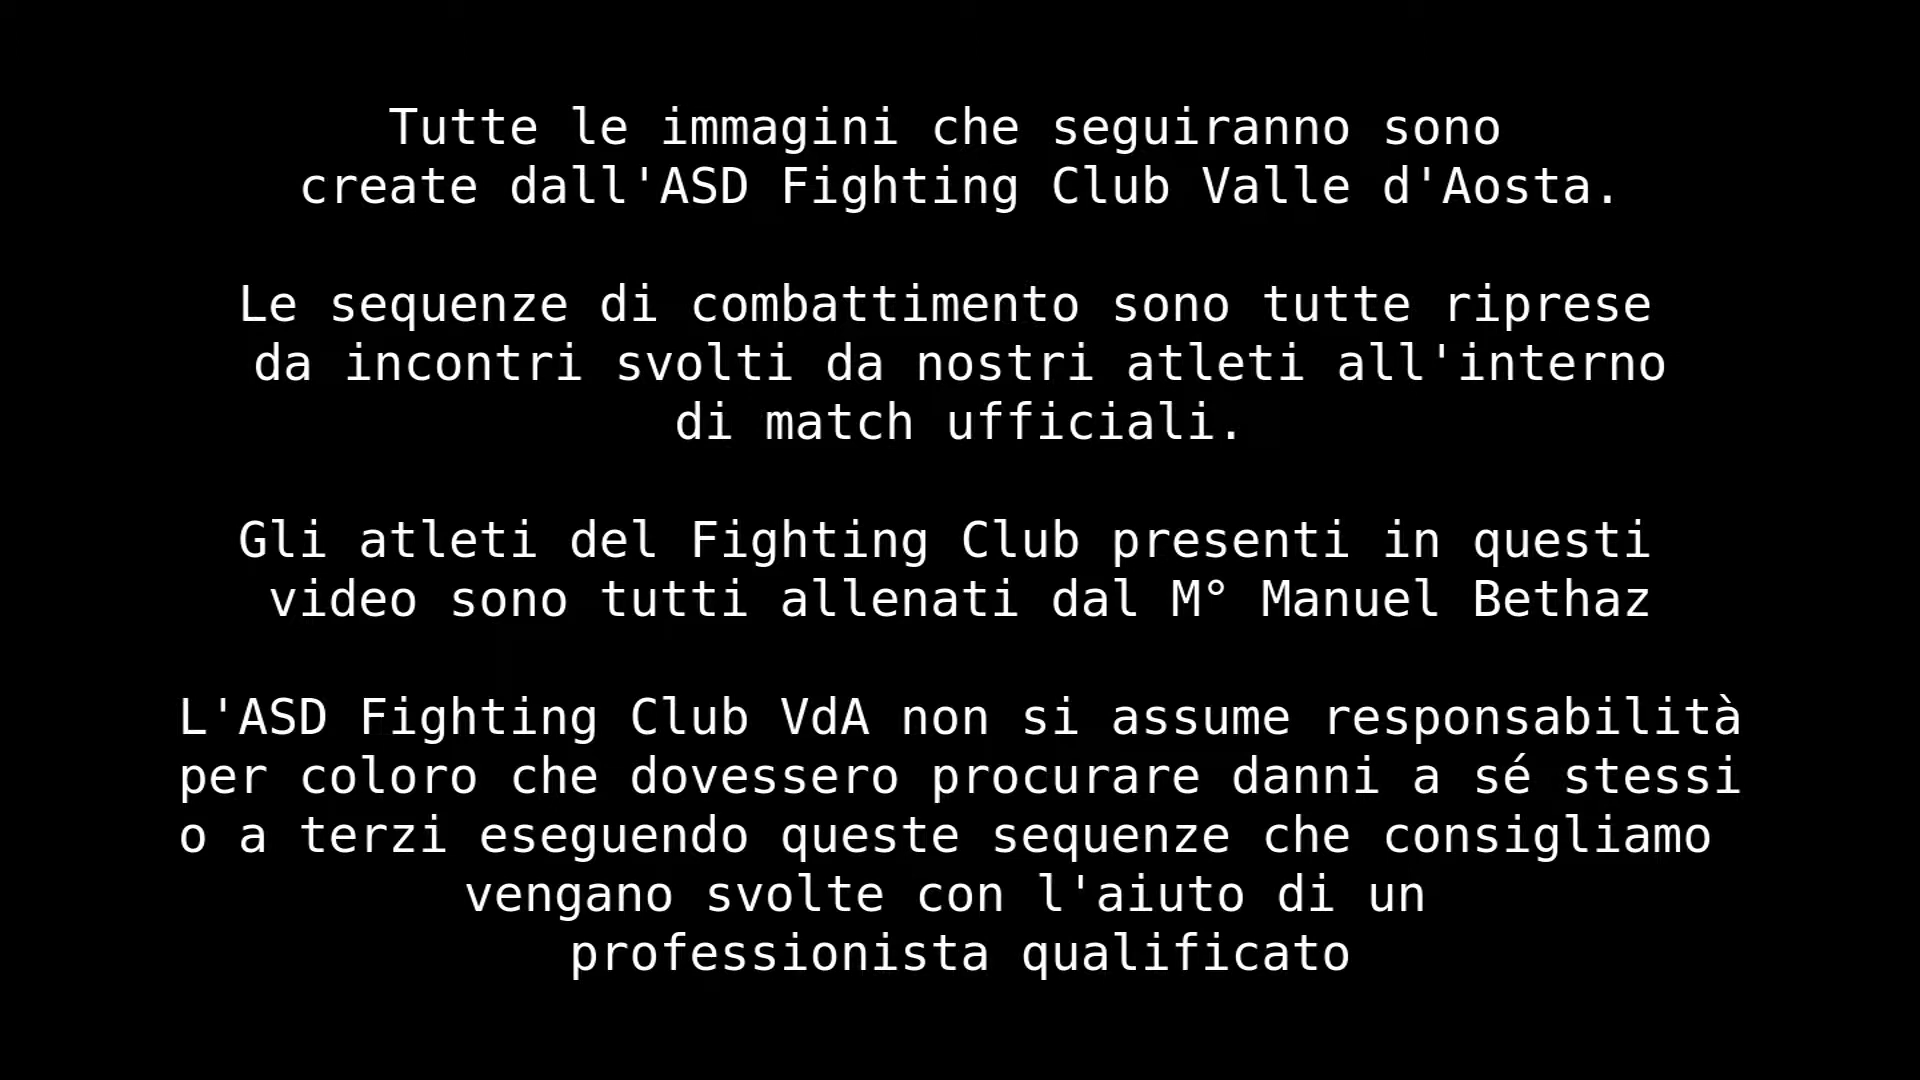 Tutte le immagini che seguiranno sono
create dall'ASD Fighting Club Valle d'Aosta.
Le sequenze di combattimento sono tutte riprese
da incontri svolti da nostri atleti all'interno
di match ufficiali.
Gli atleti del Fighting Club presenti in questi
video sono tutti allenati dal M° Manuel Bethaz
L'ASD Fighting Club VdA non si assume responsabilità
per coloro che dovessero procurare danni a sé stessi
o a terzi eseguendo queste sequenze che consigliamo
vengano svolte con l'aiuto di un
professionista qualificato